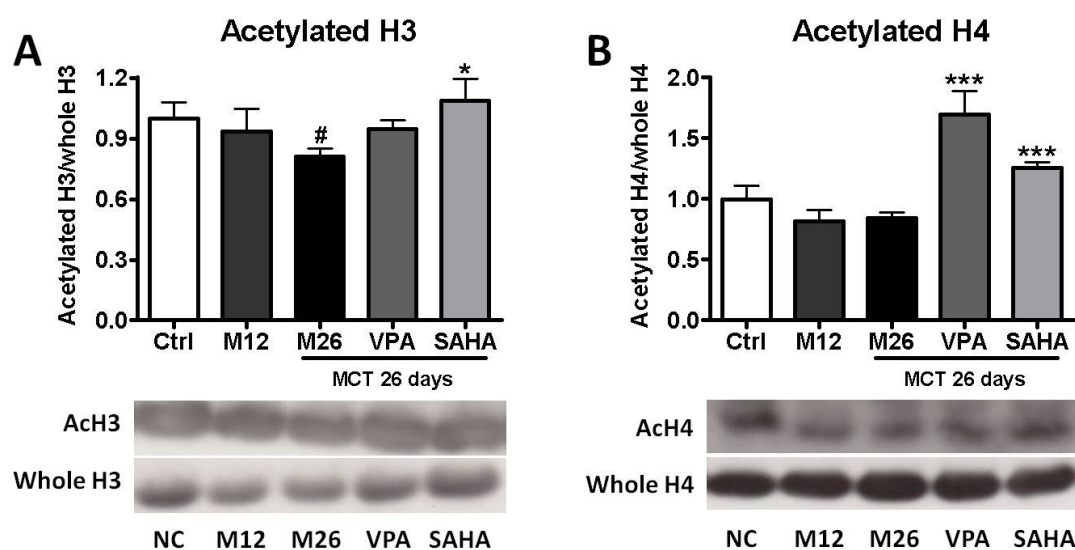 A
Acetylated H3
Acetylated H3/whole H3
1.2
0.9
0.6
0.3
0.0
*
#
Ctrl M12 M26 VPA SAHA
MCT 26 days
AcH3
Whole H3
NC M12 M26 VPA SAHA
B
Acetylated H4
Acetylated H4/whole H4
2.0
1.5
1.0
0.5
0.0
***
***
Ctrl M12 M26 VPA SAHA
MCT 26 days
AcH4
Whole H4
NC M12 M26 VPA SAHA